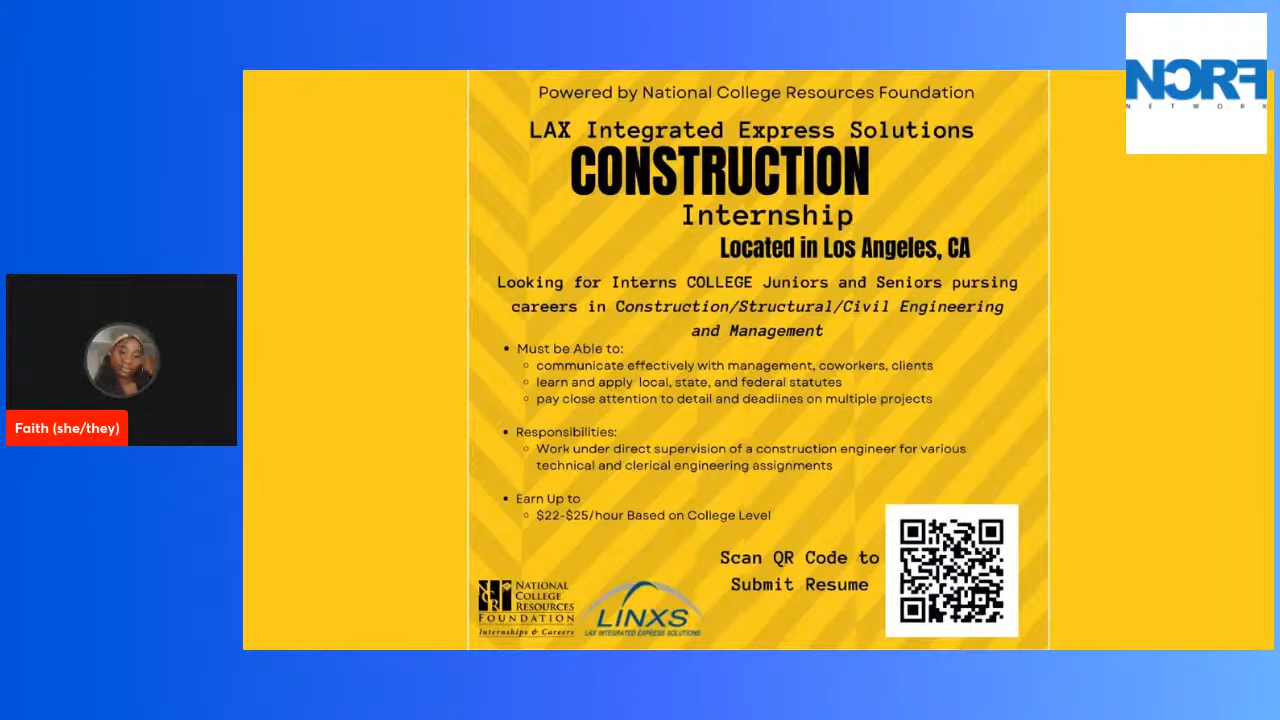 Powered by National College Resources Foundation
LAX Integrated Express Solutions
CONSTRUCTION
Internship
Located in Los Angeles, CA
Looking for Interns COLLEGE Juniors and Seniors pursing
careers in Construction/Structural/Civil Engineering
and Management
• Must be Able to:
◦ communicate effectively with management, coworkers, clients
◦ learn and apply local, state, and federal statutes
◦ pay close attention to detail and deadlines on multiple projects
• Responsibilities:
◦ Work under direct supervision of a construction engineer for various
technical and clerical engineering assignments
• Earn Up to
◦ $22-$25/hour Based on College Level
Scan QR Code to
Submit Resume
NCRF
NATIONAL
COLLEGE
RESOURCES
FOUNDATION
Internships & Careers
LINXS
LAX INTEGRATED EXPRESS SOLUTIONS
Faith (she/they)
NCRF
NETWORK